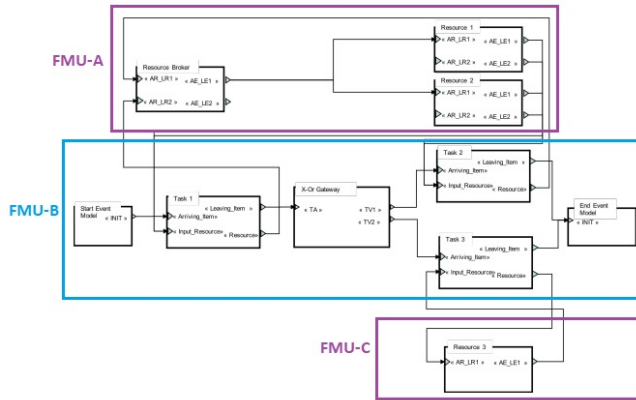 FMU-A
Resource Broker
« AR_LR1 »
« AE_LE1 »
« AR_LR2 »
« AE_LE2 »
Resource 1
« AR_LR1 »
« AE_LE1 »
« AR_LR2 »
« AE_LE2 »
Resource 2
« AR_LR1 »
« AE_LE1 »
« AR_LR2 »
« AE_LE2 »
FMU-B
Start Event
Model
« INIT »
Task 1
« Leaving_Item »
« Arriving_Item»
« Input_Resource»
« Resource»
X-Or Gateway
« TA »
« TV1 »
« TV2 »
Task 2
« Leaving_Item »
« Arriving_Item»
« Input_Resource»
« Resource»
Task 3
« Leaving_Item »
« Arriving_Item»
« Input_Resource»
« Resource»
End Event
Model
« INIT »
FMU-C
Resource 3
« AR_LR1 »
« AE_LE1 »